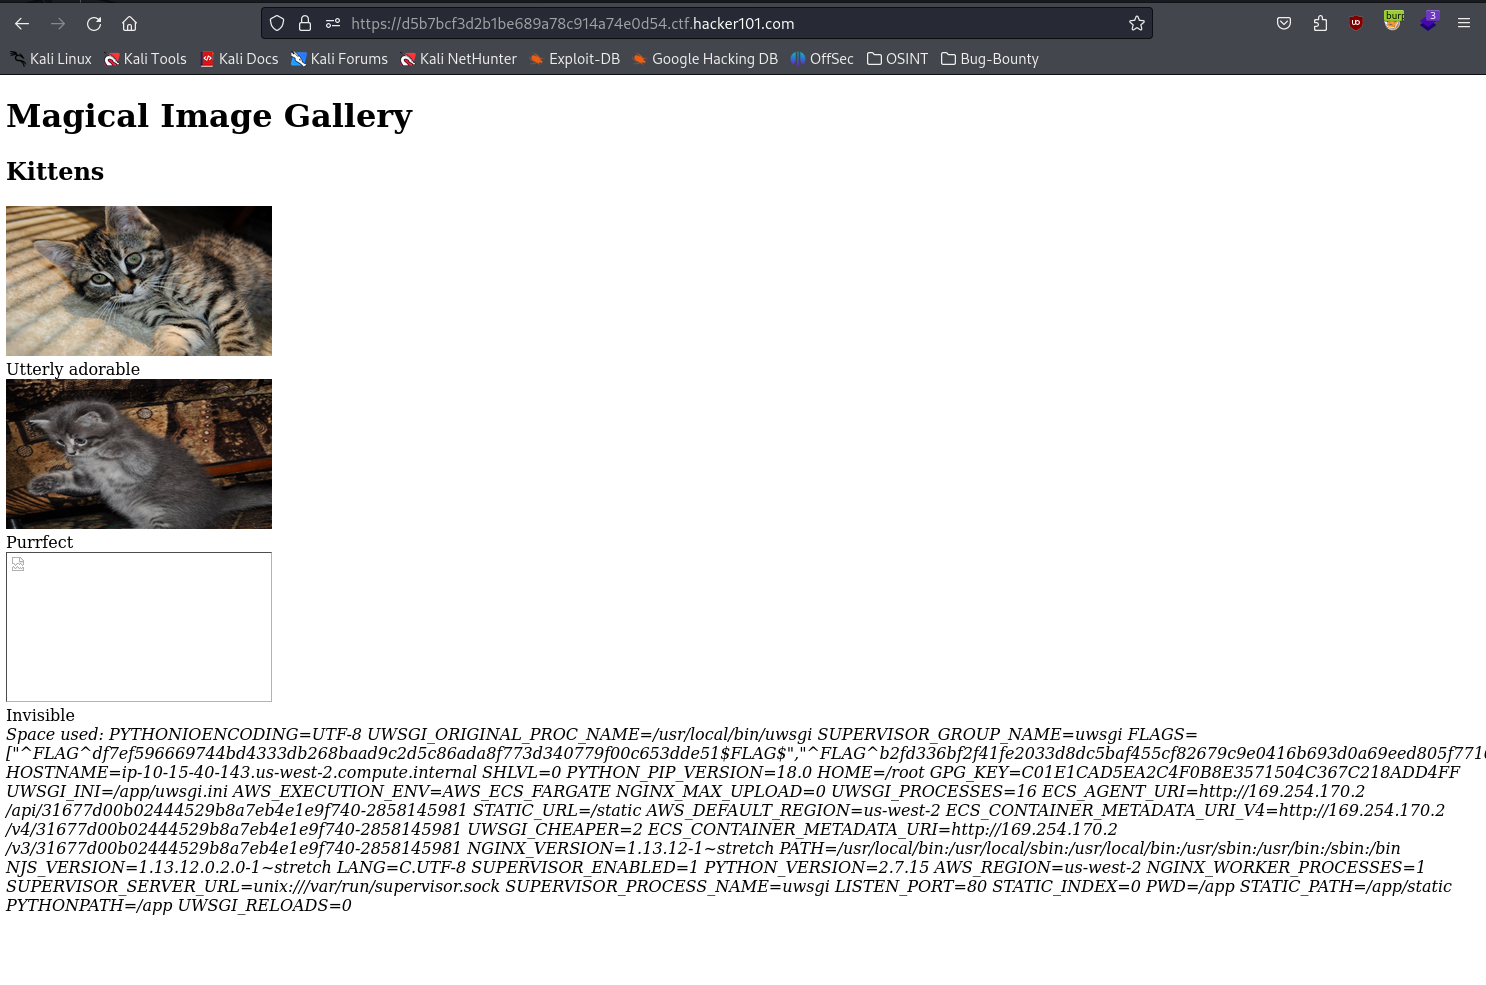 https://d5b7bcf3d2b1be689a78c914a74e0d54.ctf.hacker101.com
burp
3
Kali Linux Kali Tools Kali Docs Kali Forums Kali NetHunter Exploit-DB Google Hacking DB OffSec OSINT Bug-Bounty
Magical Image Gallery
Kittens
Utterly adorable
Purrfect
Invisible
Space used: PYTHONIOENCODING=UTF-8 UWSGI_ORIGINAL_PROC_NAME=/usr/local/bin/uwsgi SUPERVISOR_GROUP_NAME=uwsgi FLAGS=
["^FLAG^df7ef596669744bd4333db268baad9c2d5c86ada8f773d340779f00c653dde51$FLAG$","^FLAG^b2fd336bf2f41fe2033d8dc5baf455cf82679c9e0416b693d0a69eed805f7710
HOSTNAME=ip-10-15-40-143.us-west-2.compute.internal SHLVL=0 PYTHON_PIP_VERSION=18.0 HOME=/root GPG_KEY=C01E1CAD5EA2C4F0B8E3571504C367C218ADD4FF
UWSGI_INI=/app/uwsgi.ini AWS_EXECUTION_ENV=AWS_ECS_FARGATE NGINX_MAX_UPLOAD=0 UWSGI_PROCESSES=16 ECS_AGENT_URI=http://169.254.170.2
/api/31677d00b02444529b8a7eb4e1e9f740-2858145981 STATIC_URL=/static AWS_DEFAULT_REGION=us-west-2 ECS_CONTAINER_METADATA_URI_V4=http://169.254.170.2
/v4/31677d00b02444529b8a7eb4e1e9f740-2858145981 UWSGI_CHEAPER=2 ECS_CONTAINER_METADATA_URI=http://169.254.170.2
/v3/31677d00b02444529b8a7eb4e1e9f740-2858145981 NGINX_VERSION=1.13.12-1~stretch PATH=/usr/local/bin:/usr/local/sbin:/usr/local/bin:/usr/sbin:/usr/bin:/sbin:/bin
NJS_VERSION=1.13.12.0.2.0-1~stretch LANG=C.UTF-8 SUPERVISOR_ENABLED=1 PYTHON_VERSION=2.7.15 AWS_REGION=us-west-2 NGINX_WORKER_PROCESSES=1
SUPERVISOR_SERVER_URL=unix:///var/run/supervisor.sock SUPERVISOR_PROCESS_NAME=uwsgi LISTEN_PORT=80 STATIC_INDEX=0 PWD=/app STATIC_PATH=/app/static
PYTHONPATH=/app UWSGI_RELOADS=0